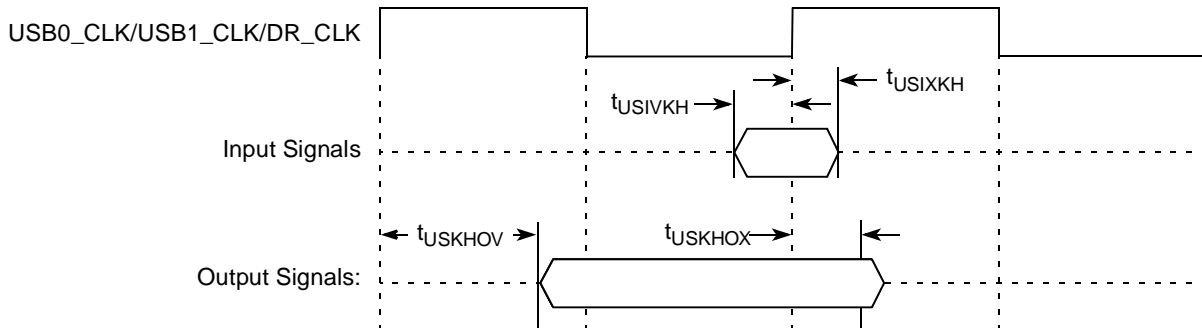 USB0_CLK/USB1_CLK/DR_CLK
tUSIXKH
tUSIVKH
Input Signals
tUSKHOV
tUSKHOX
Output Signals: